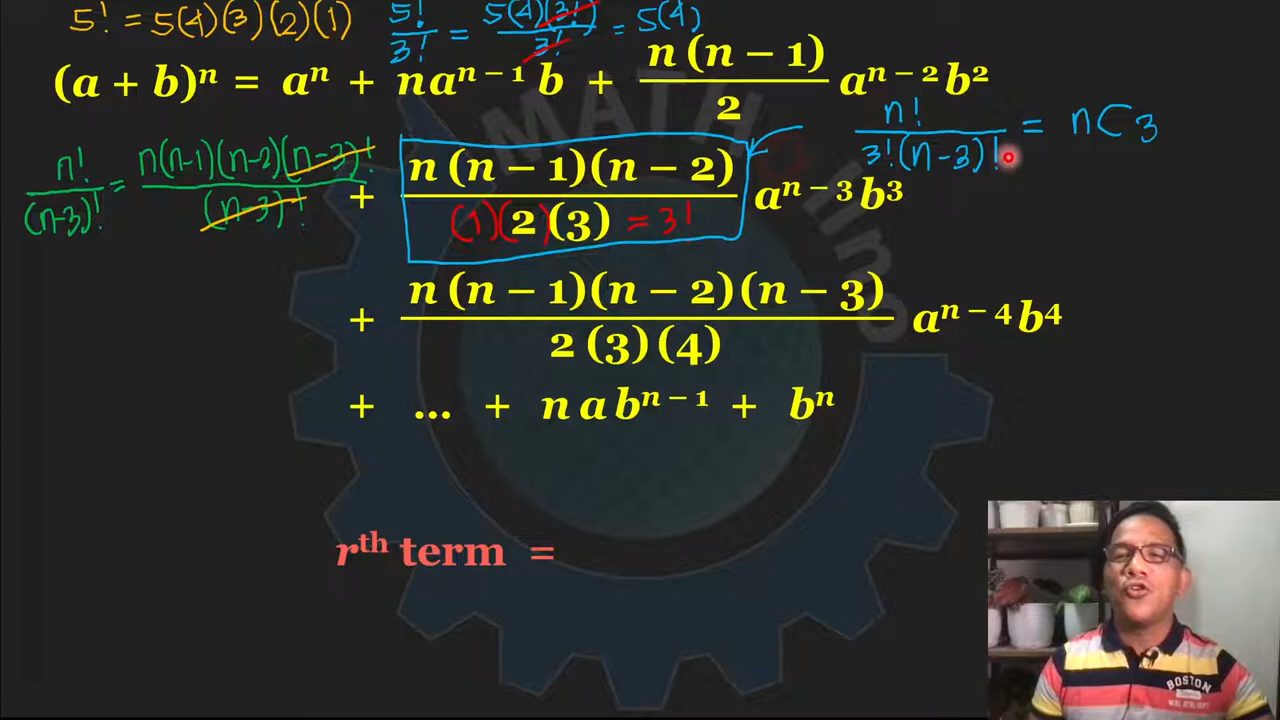 5! = 5(4)(3)(2)(1)
5!/3! = 5(4)(3!)/3! = 5(4)
(a + b)ⁿ = aⁿ + naⁿ⁻¹b + n(n − 1)/2 aⁿ⁻²b²
n!/(n-3)! = n(n-1)(n-2)(n-3)!/(n-3)!
+ n(n − 1)(n − 2)/(1)(2)(3) = 3! aⁿ⁻³b³
n!/3!(n-3)! = nC3
+ n(n − 1)(n − 2)(n − 3)/2(3)(4) aⁿ⁻⁴b⁴
+ ... + nabⁿ⁻¹ + bⁿ
rᵗʰ term =
MATH
ino
BOSTON